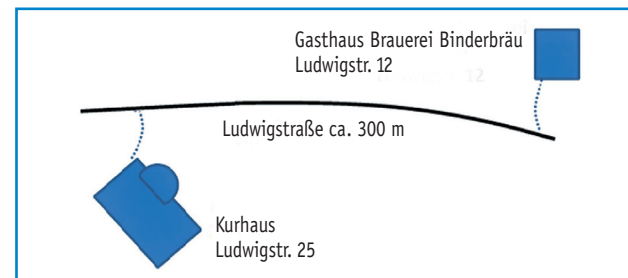 Gasthaus Brauerei Binderbräu
Ludwigstr. 12
Ludwigstraße ca. 300 m
Kurhaus
Ludwigstr. 25